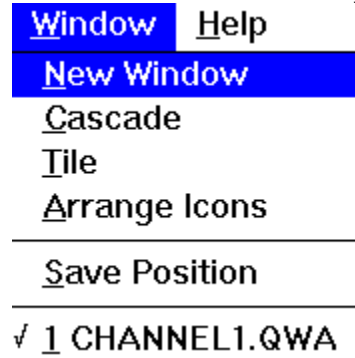 Window Help
New Window
Cascade
Tile
Arrange Icons
Save Position
√ 1 CHANNEL1.QWA